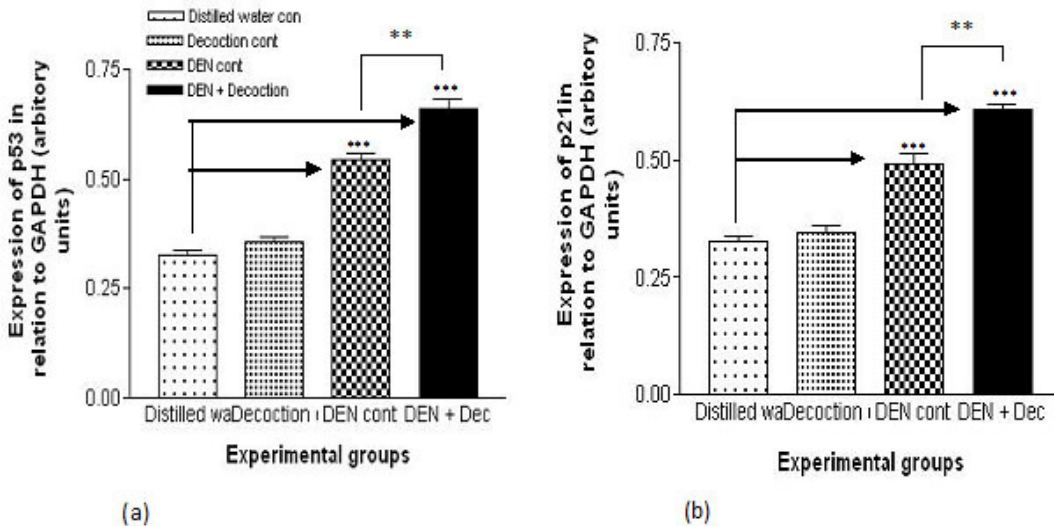 Distilled water con
Decoction cont
DEN cont
DEN + Decoction
**
0.75
0.50
0.25
0.00
***
***
Expression of p53 in
relation to GAPDH (arbitory
units)
Distilled wa Decoction DEN cont DEN + Dec
Experimental groups
(a)
**
0.75
0.50
0.25
0.00
***
***
Expression of p21in
relation to GAPDH (arbitory
units)
Distilled wa Decoction DEN cont DEN + Dec
Experimental groups
(b)